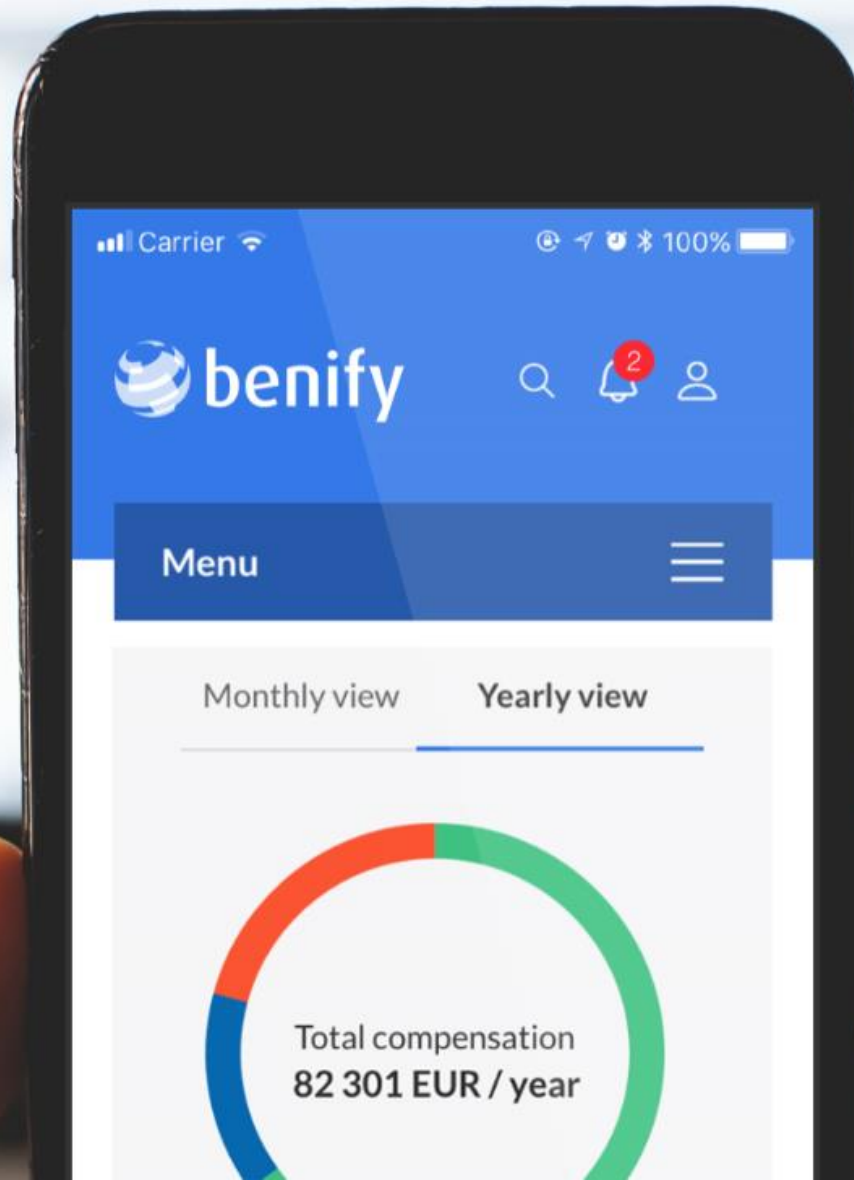 Carrier 100%
benify 2
Menu
Monthly view Yearly view
Total compensation
82 301 EUR / year